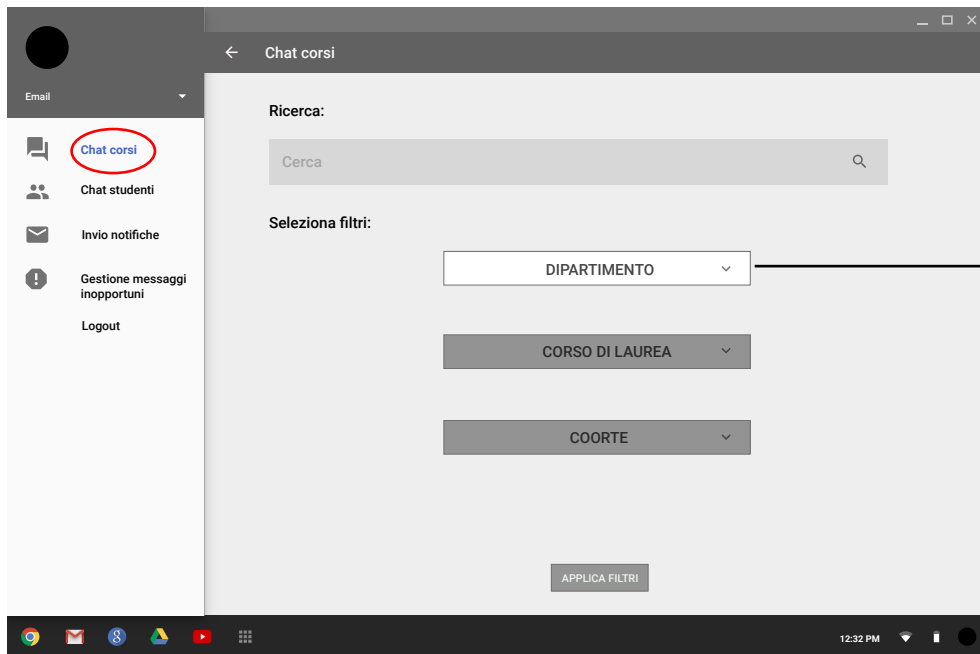 Chat corsi
Email
Ricerca:
Chat corsi
Cerca
Chat studenti
Seleziona filtri:
Invio notifiche
DIPARTIMENTO
Gestione messaggi
inopportuni
Logout
CORSO DI LAUREA
COORTE
APPLICA FILTRI
12:32 PM